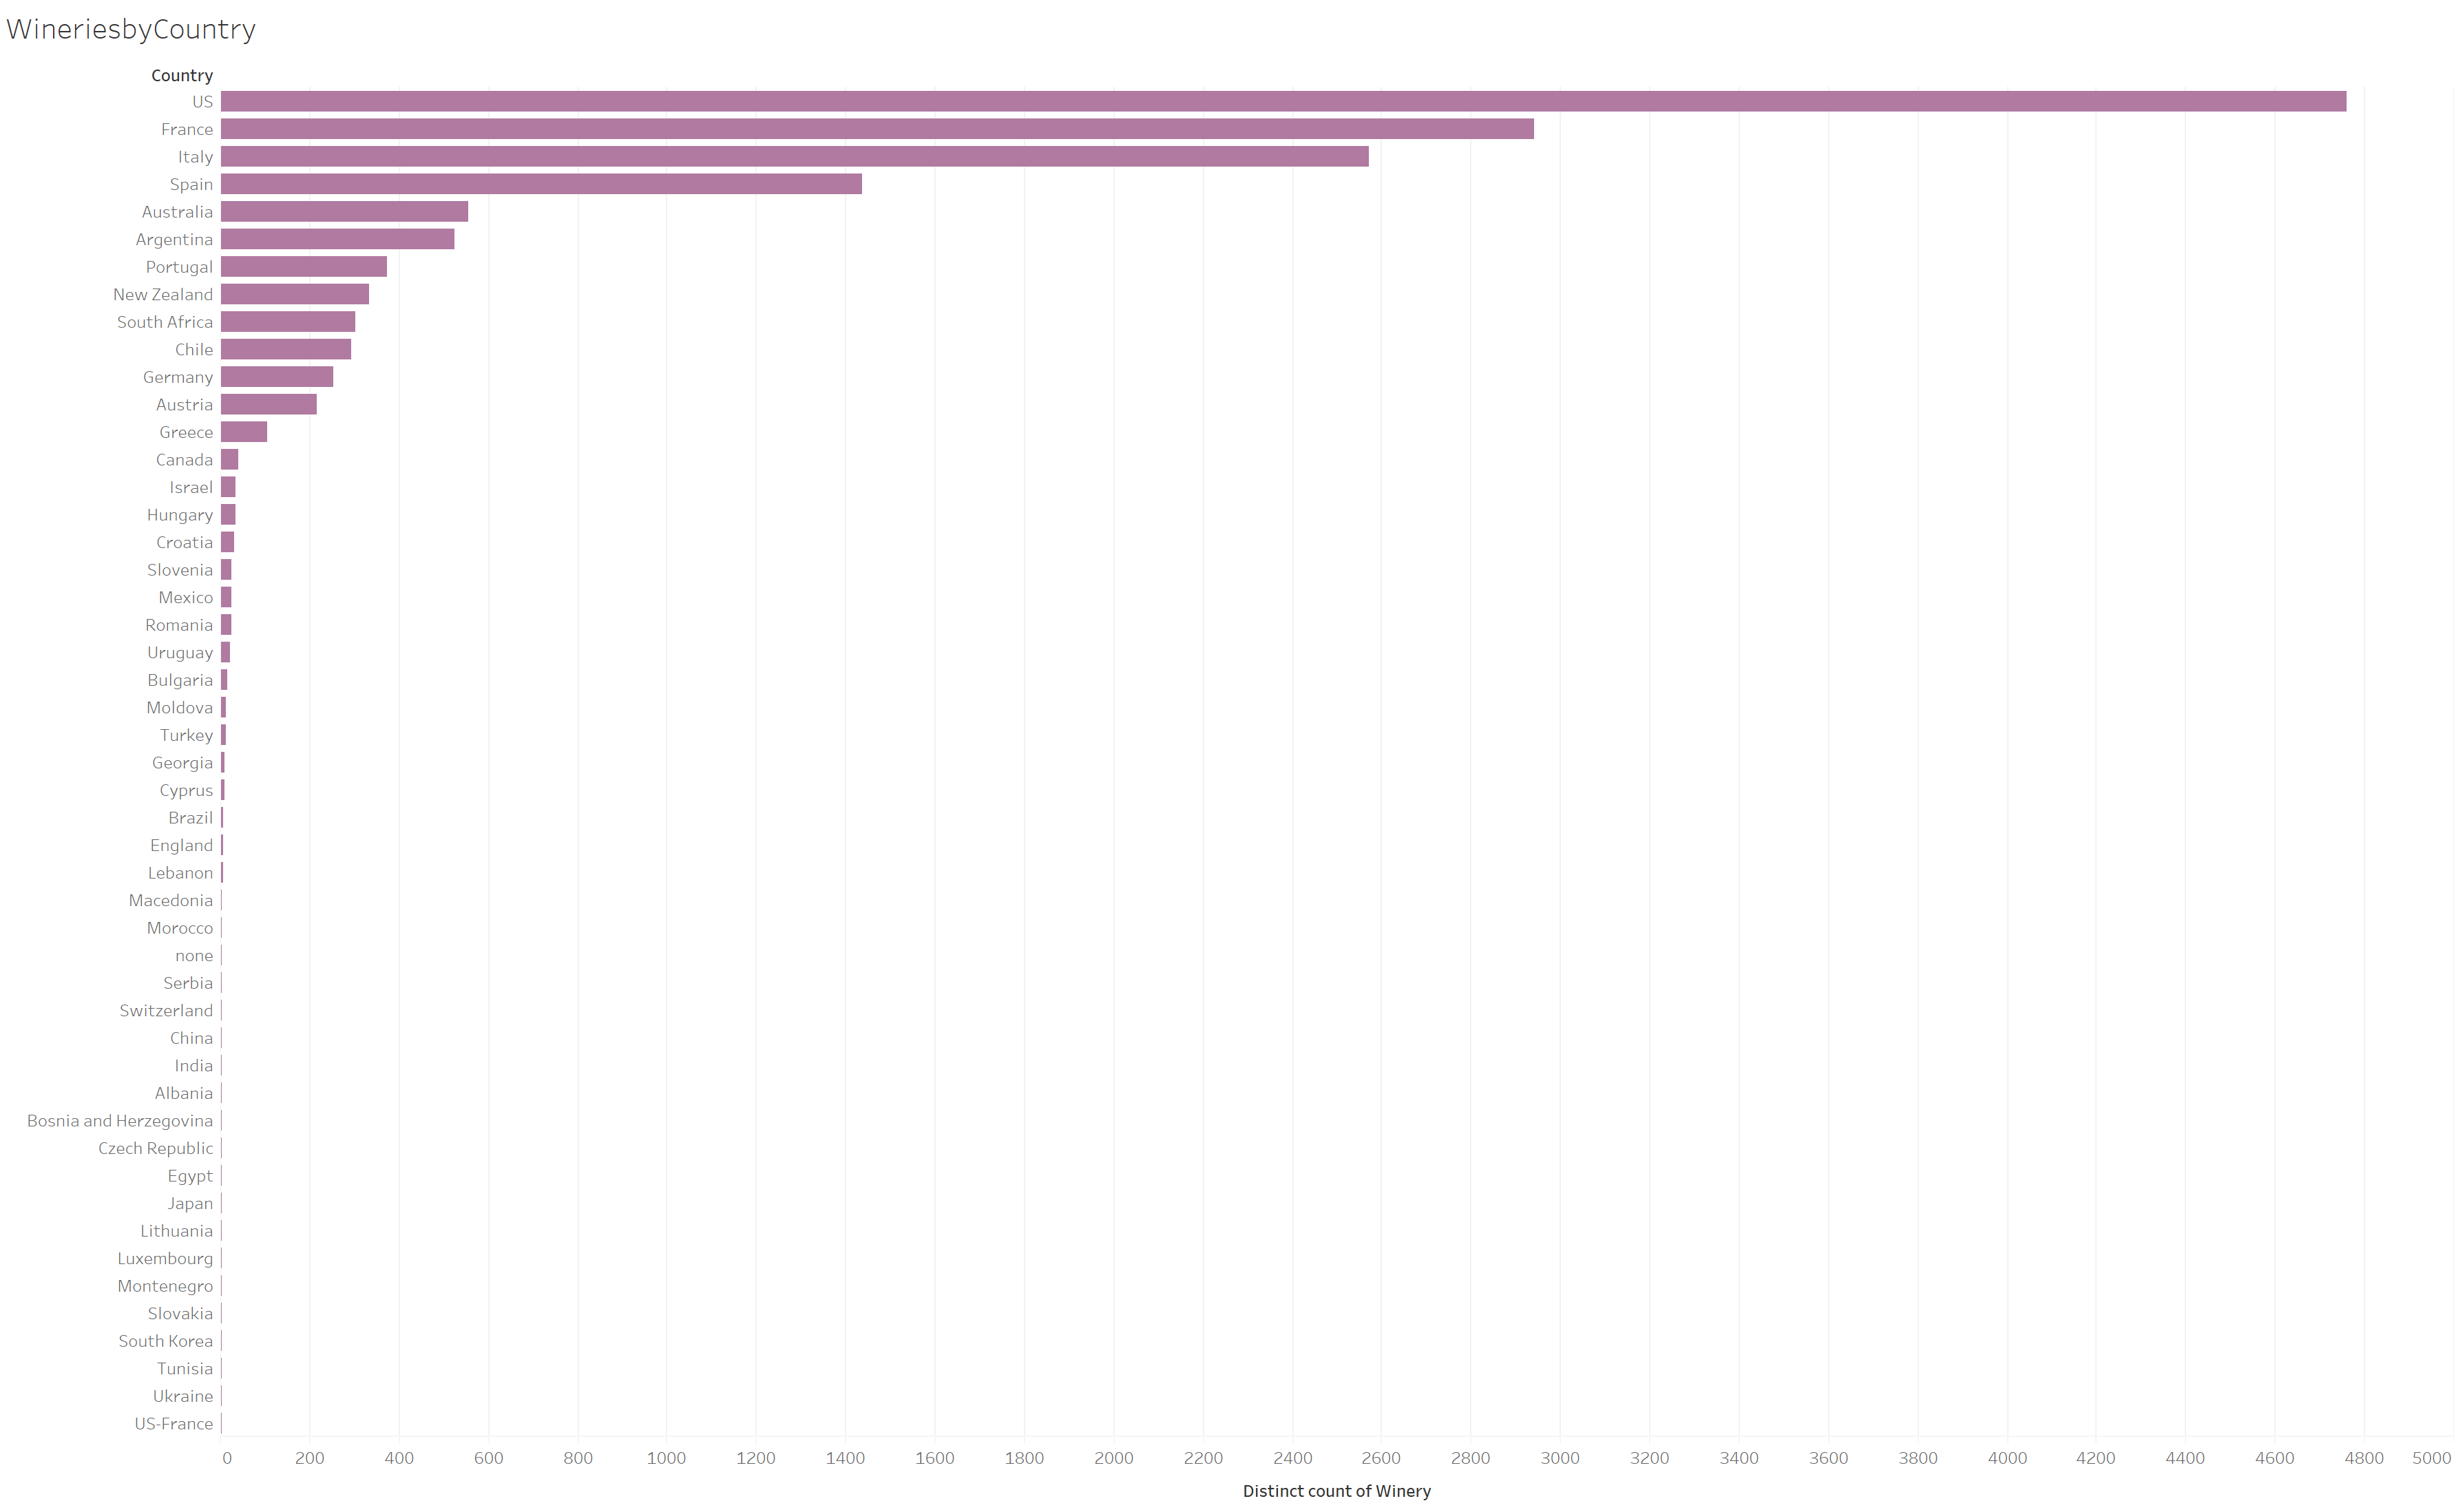 WineriesbyCountry
Country
US
France
Italy
Spain
Australia
Argentina
Portugal
New Zealand
South Africa
Chile
Germany
Austria
Greece
Canada
Israel
Hungary
Croatia
Slovenia
Mexico
Romania
Uruguay
Bulgaria
Moldova
Turkey
Georgia
Cyprus
Brazil
England
Lebanon
Macedonia
Morocco
none
Serbia
Switzerland
China
India
Albania
Bosnia and Herzegovina
Czech Republic
Egypt
Japan
Lithuania
Luxembourg
Montenegro
Slovakia
South Korea
Tunisia
Ukraine
US-France
0 200 400 600 800 1000 1200 1400 1600 1800 2000 2200 2400 2600 2800 3000 3200 3400 3600 3800 4000 4200 4400 4600 4800 5000
Distinct count of Winery